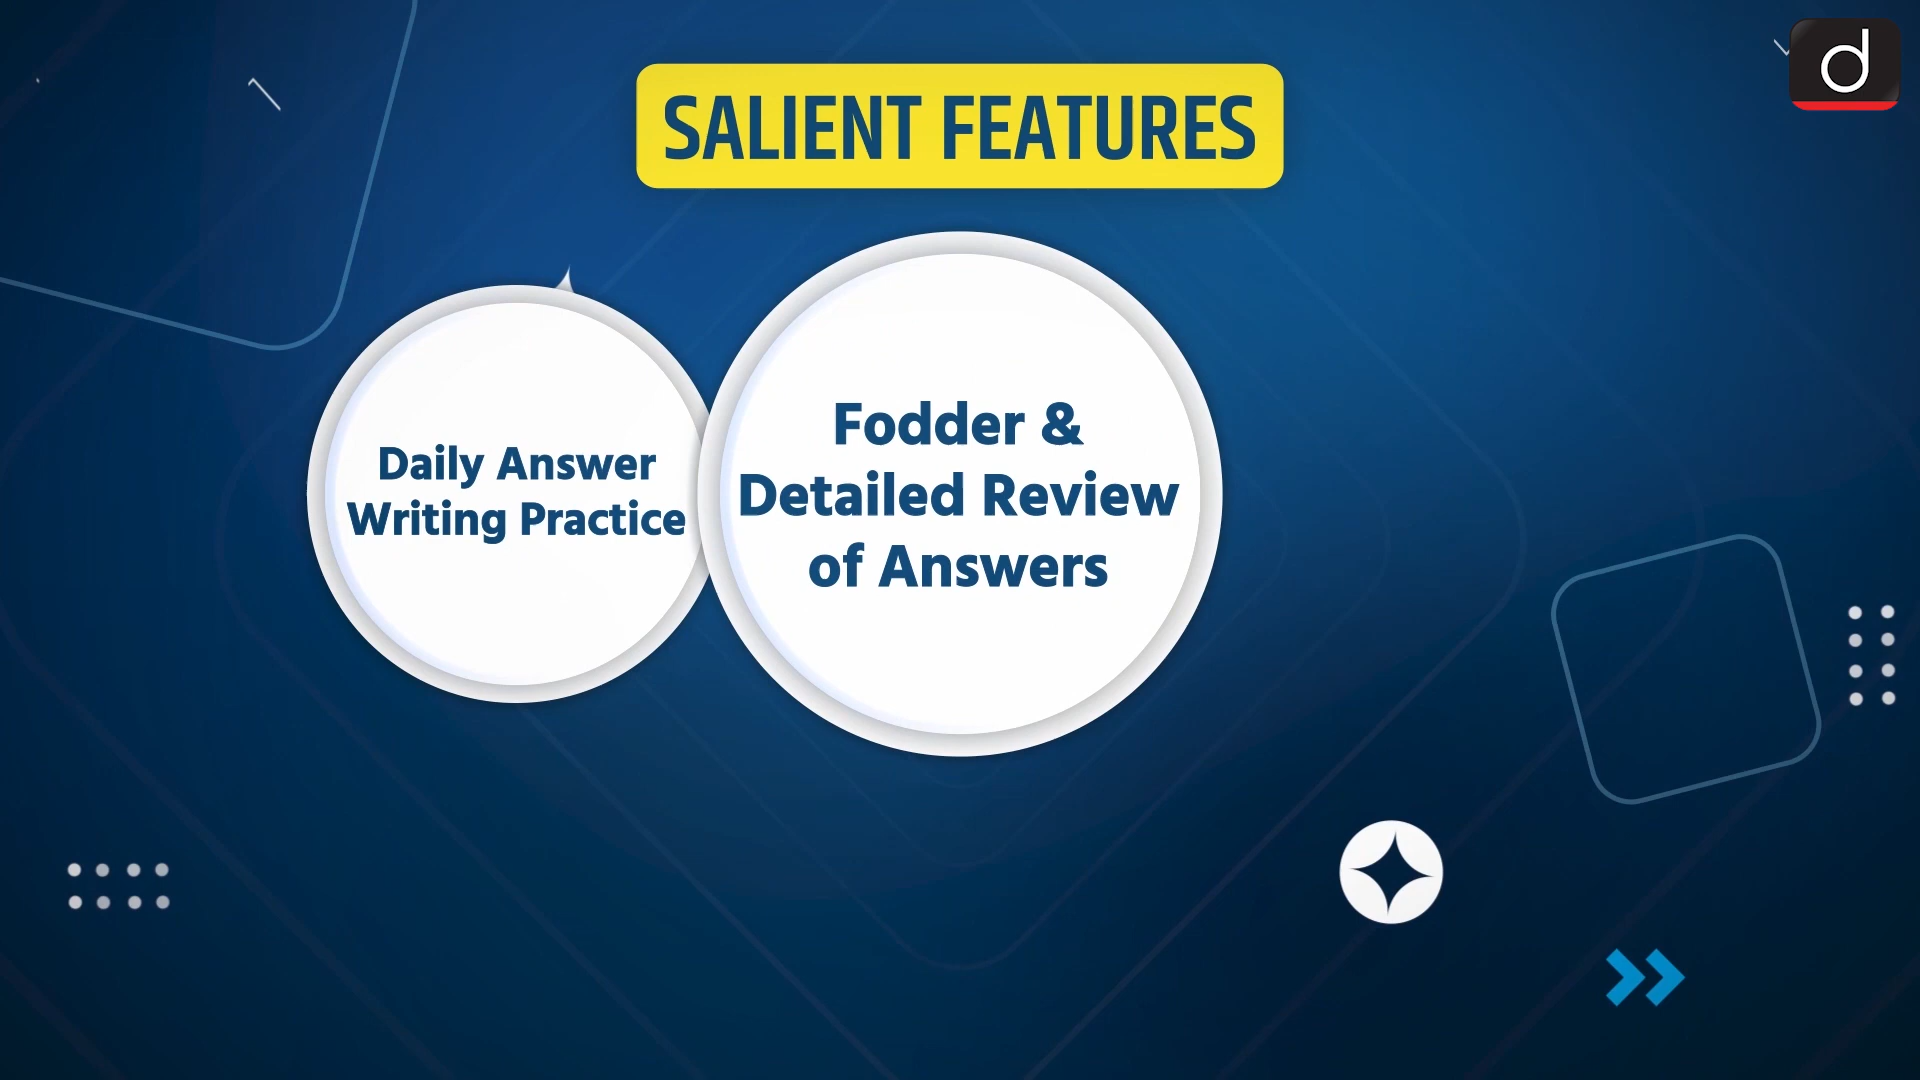 SALIENT FEATURES
Daily Answer
Writing Practice
Fodder &
Detailed Review
of Answers
d